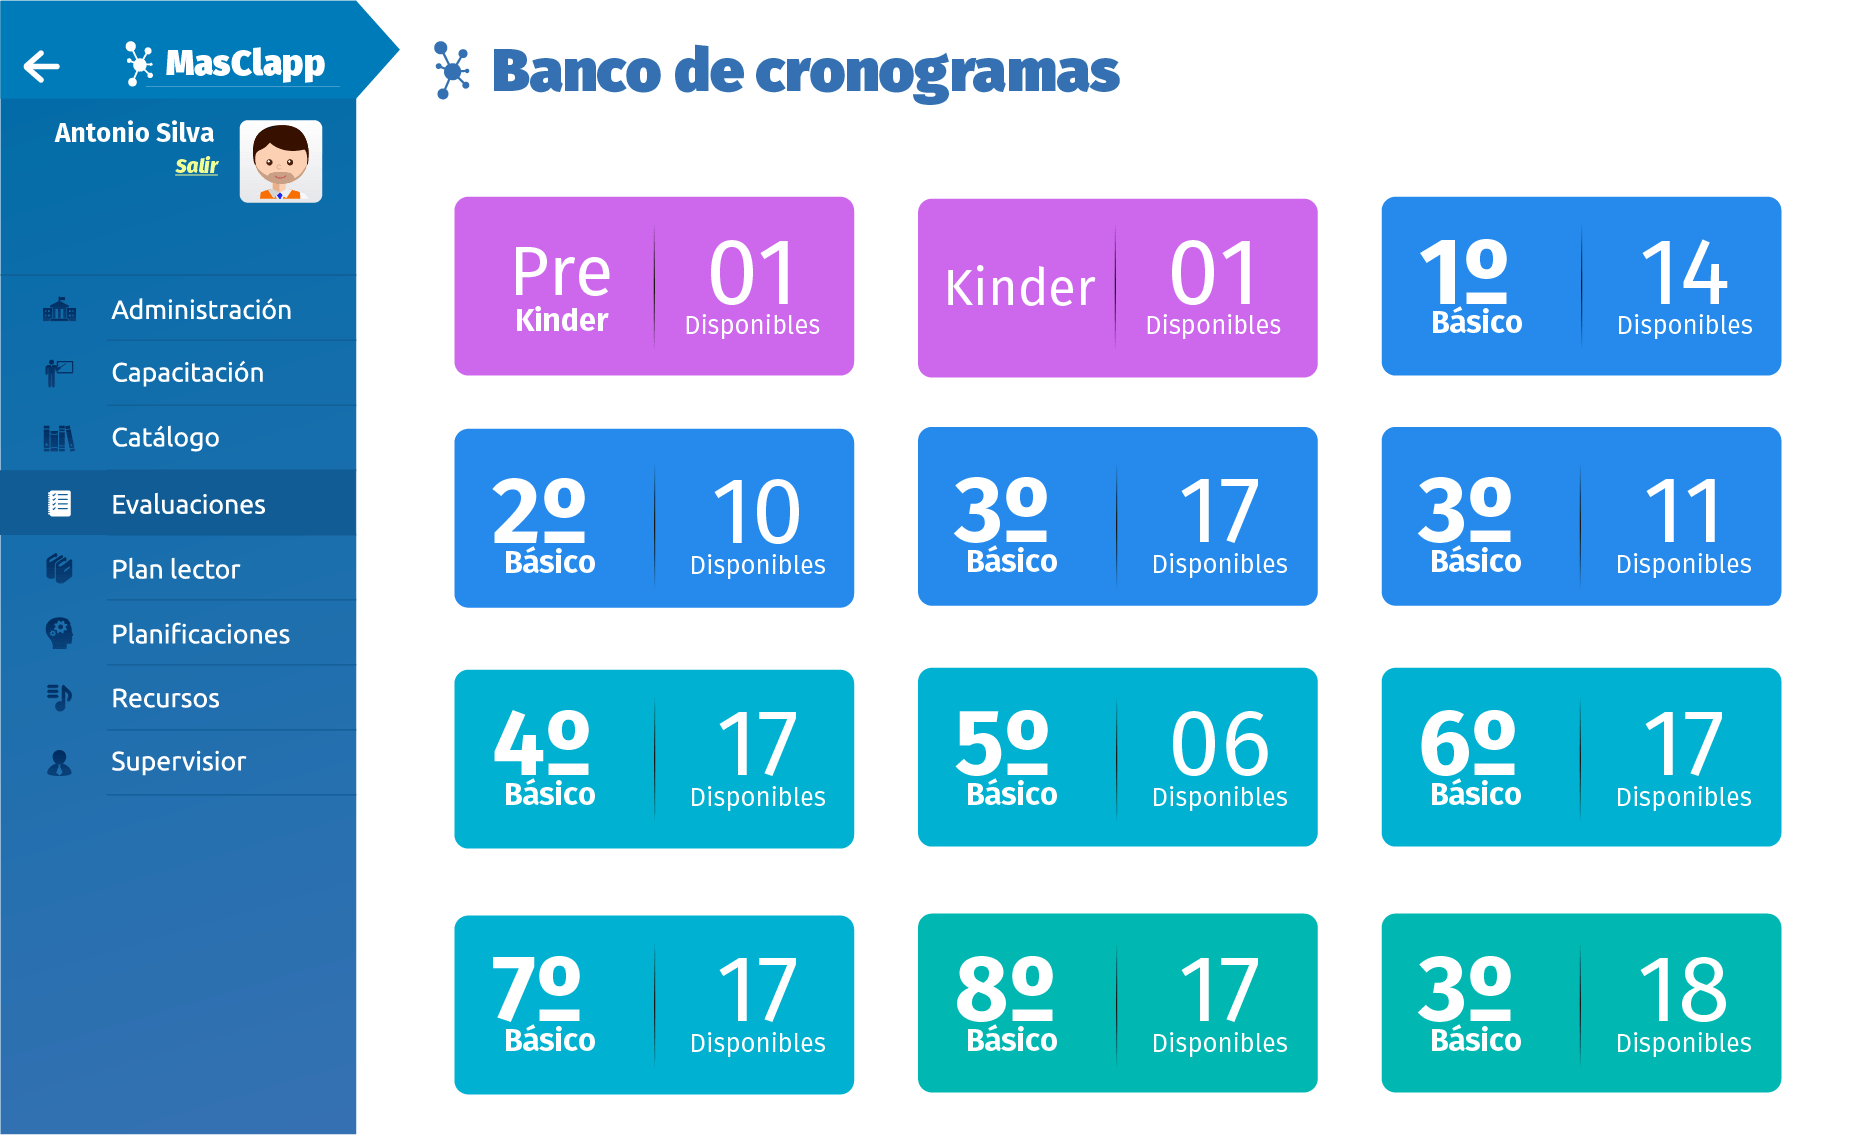 MasClapp
Antonio Silva
Salir
Administración
Capacitación
Catálogo
Evaluaciones
Plan lector
Planificaciones
Recursos
Supervisior
Banco de cronogramas
Pre
Kinder
01
Disponibles
Kinder
01
Disponibles
1º
Básico
14
Disponibles
2º
Básico
10
Disponibles
3º
Básico
17
Disponibles
3º
Básico
11
Disponibles
4º
Básico
17
Disponibles
5º
Básico
06
Disponibles
6º
Básico
17
Disponibles
7º
Básico
17
Disponibles
8º
Básico
17
Disponibles
3º
Básico
18
Disponibles